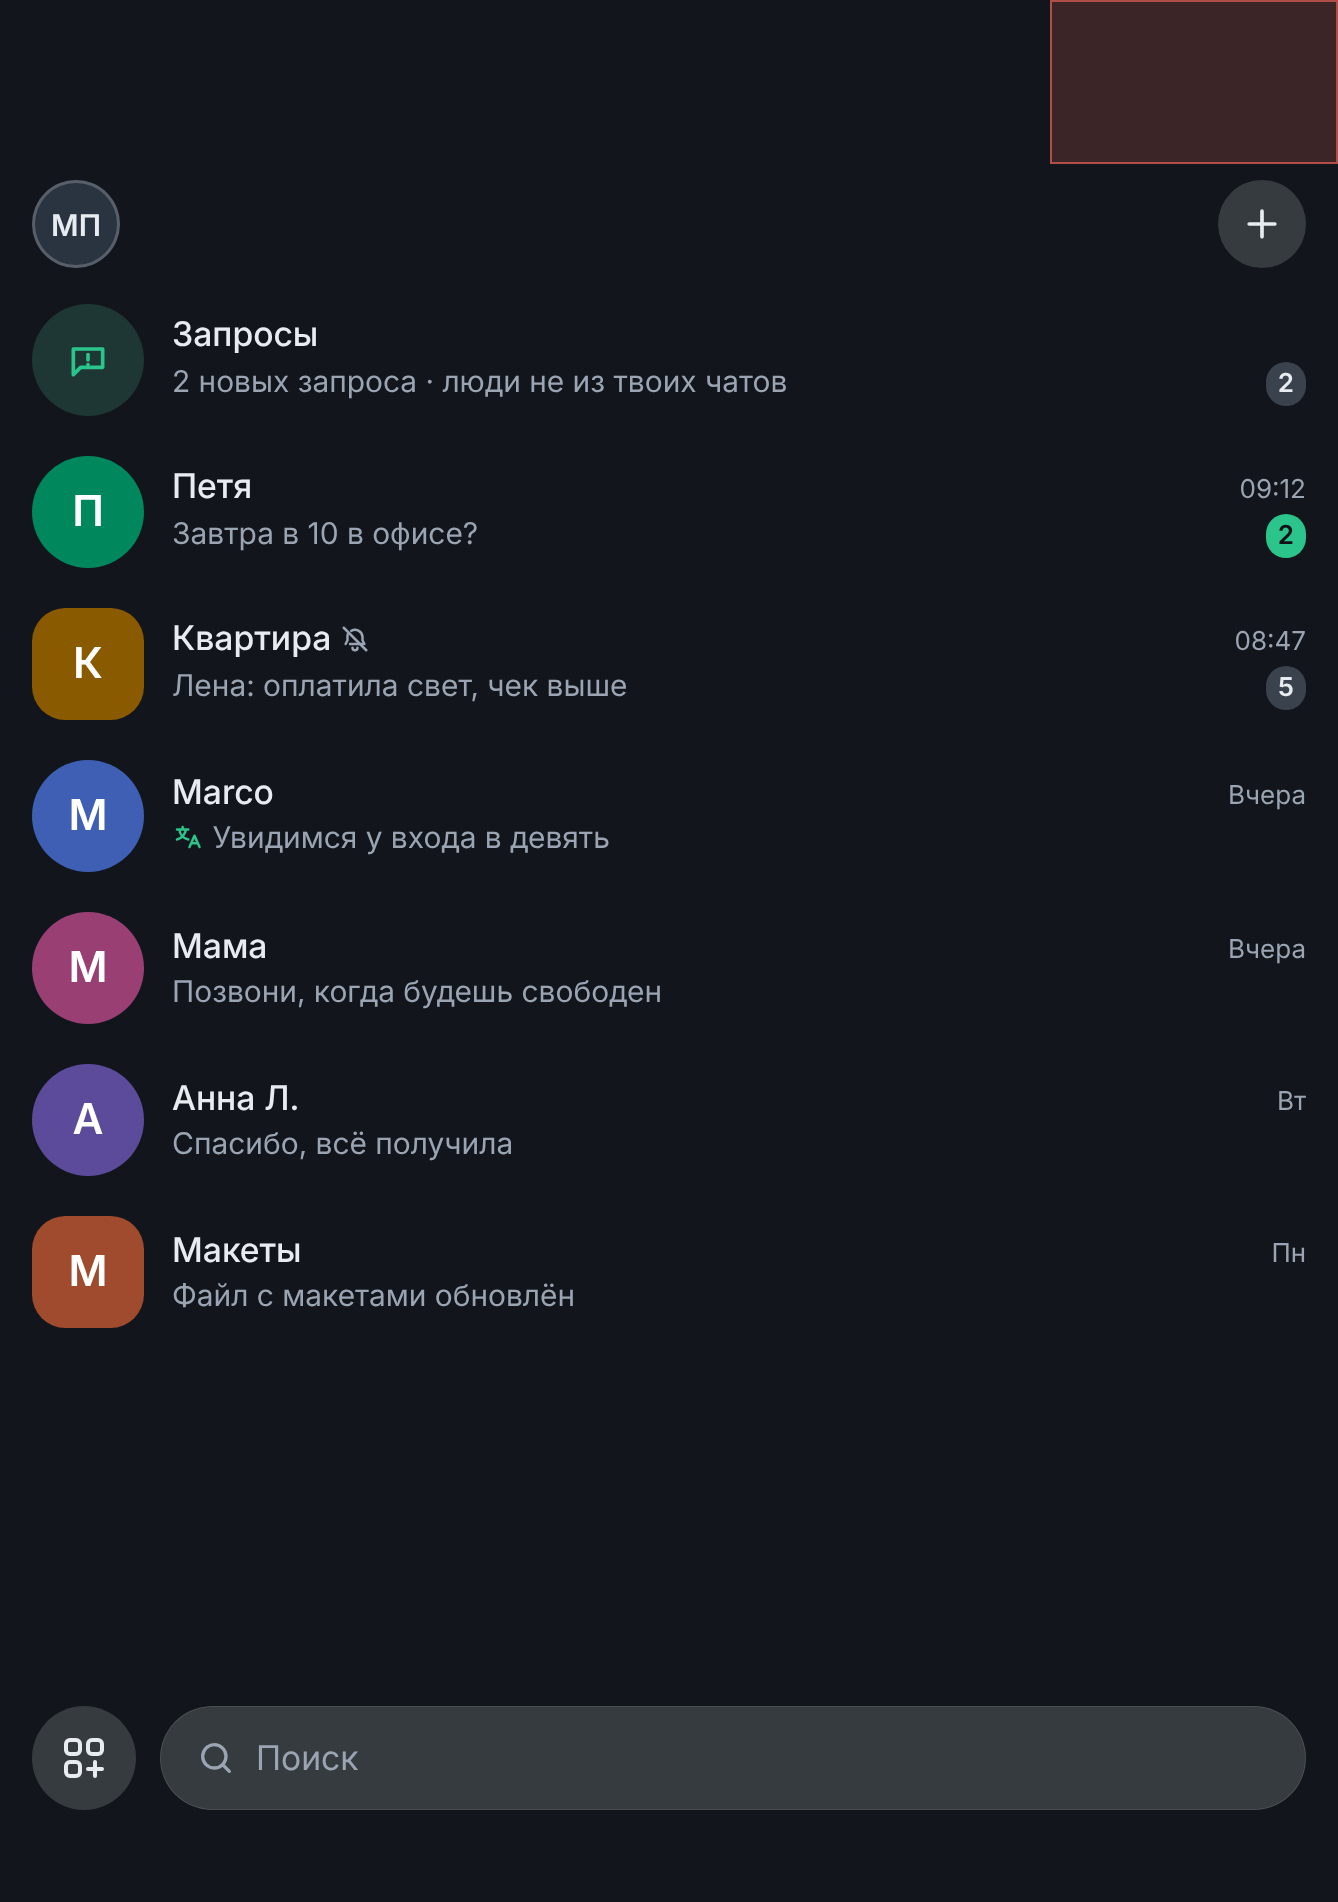 МП
Запросы
2 новых запроса · люди не из твоих чатов
2
П
Петя
09:12
Завтра в 10 в офисе?
2
К
Квартира
08:47
Лена: оплатила свет, чек выше
5
M
Marco
Вчера
Увидимся у входа в девять
М
Мама
Вчера
Позвони, когда будешь свободен
А
Анна Л.
Вт
Спасибо, всё получила
М
Макеты
Пн
Файл с макетами обновлён
Поиск